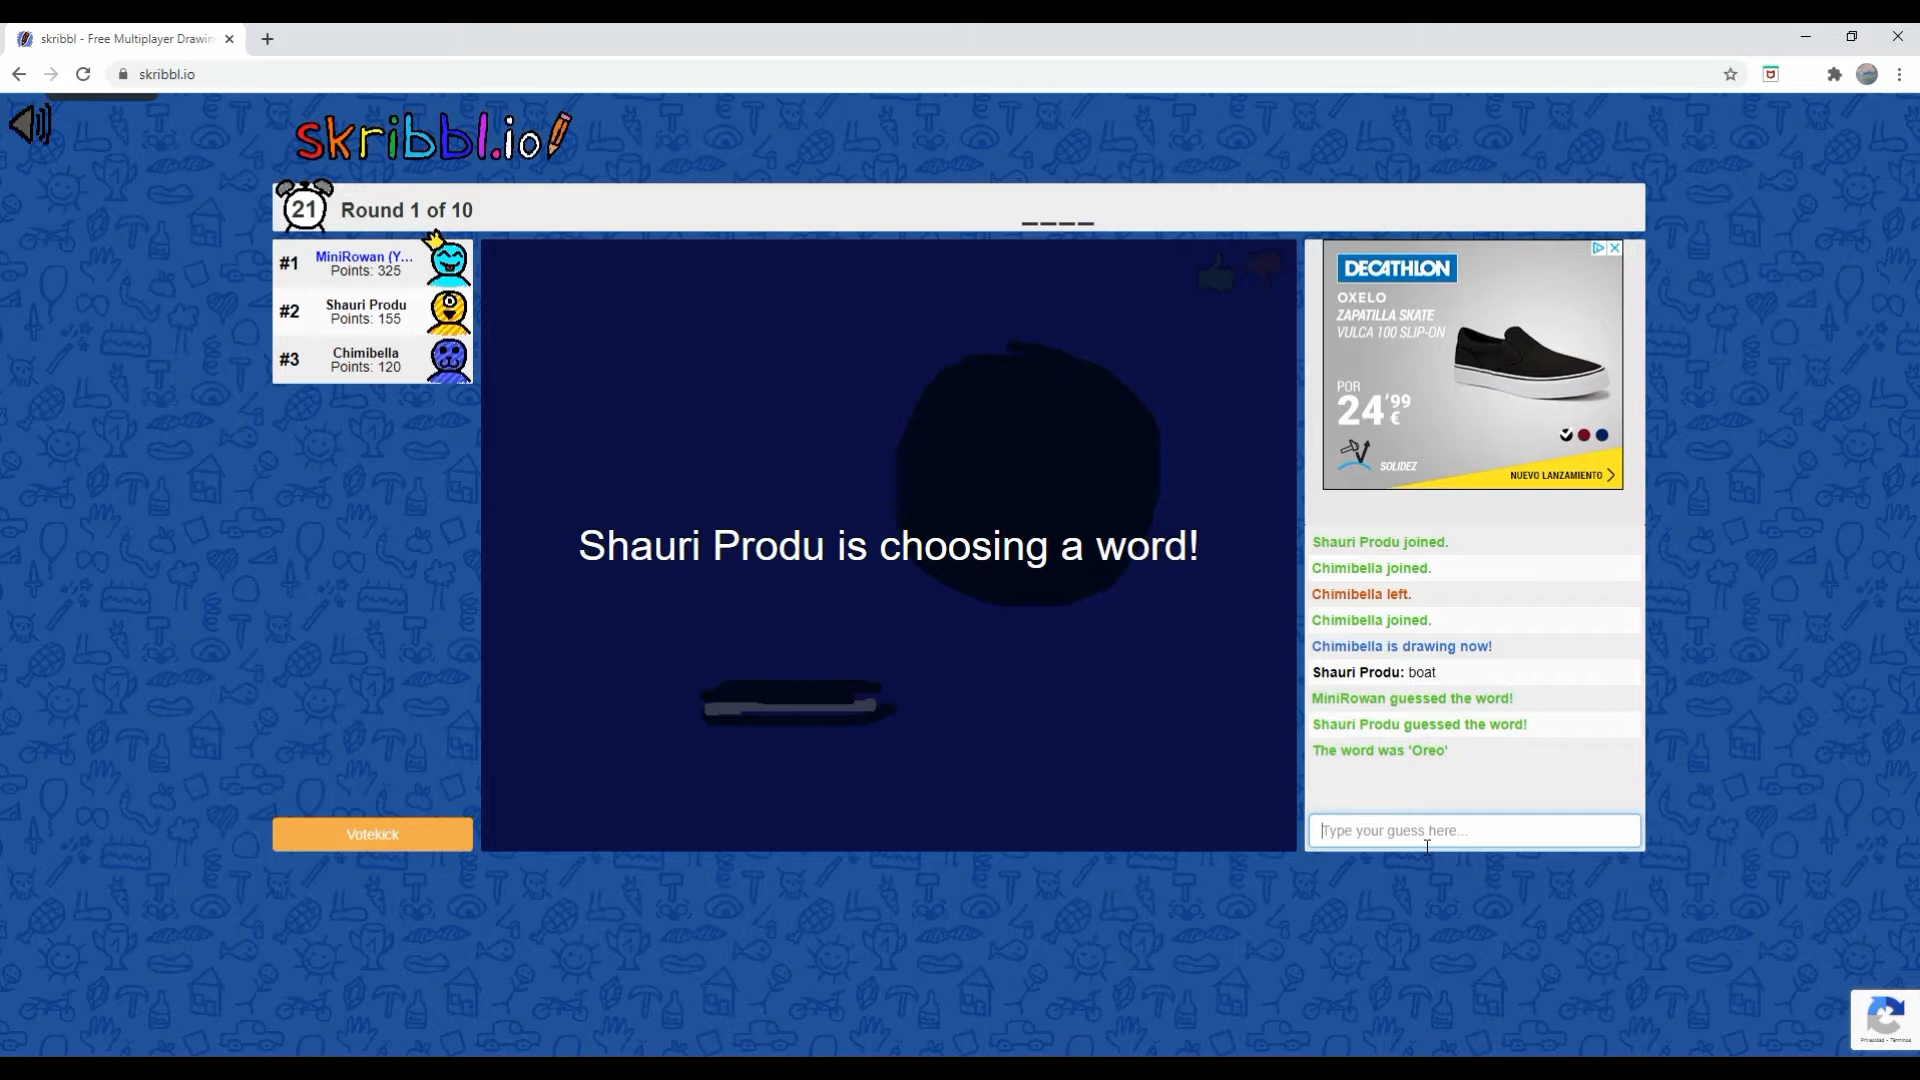 skribbl - Free Multiplayer Drawin
skribbl.io
skribbl.io
21
Round 1 of 10
____
#1
MiniRowan (Y...
Points: 325
#2
Shauri Produ
Points: 155
#3
Chimibella
Points: 120
Votekick
Shauri Produ is choosing a word!
DECATHLON
OXELO
ZAPATILLA SKATE
VULCA 100 SLIP-ON
POR
24'99 €
SOLIDEZ
NUEVO LANZAMIENTO
Shauri Produ joined.
Chimibella joined.
Chimibella left.
Chimibella joined.
Chimibella is drawing now!
Shauri Produ: boat
MiniRowan guessed the word!
Shauri Produ guessed the word!
The word was 'Oreo'
Type your guess here...
Privacidad - Términos